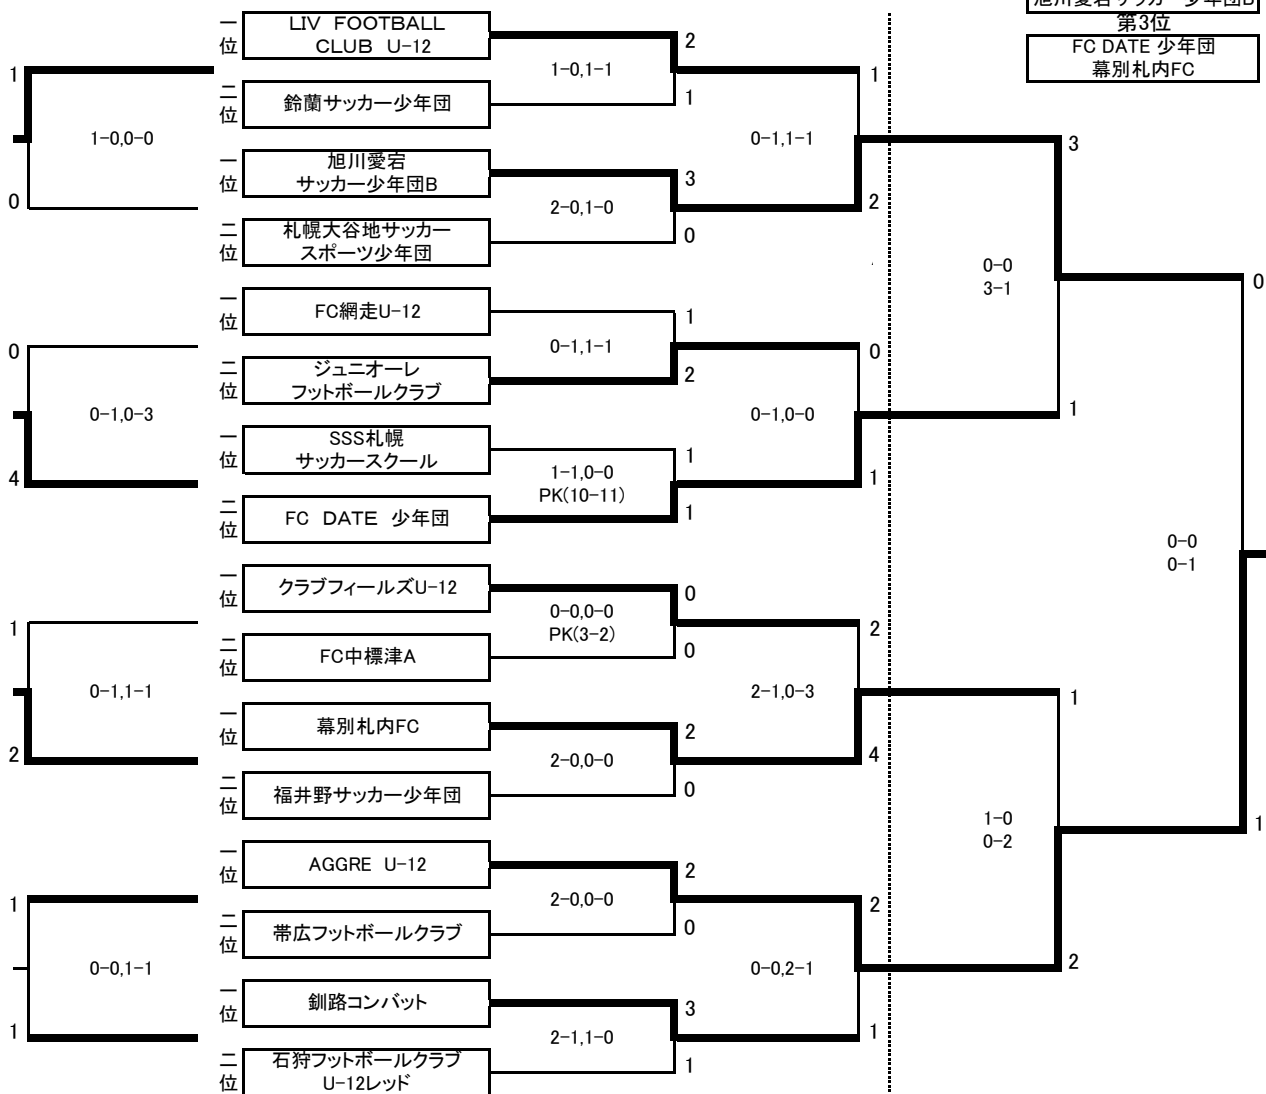 旭川愛宕サッカー少年団B
第3位
FC DATE 少年団
幕別札内FC
一位
LIV FOOTBALL
CLUB U-12
2
1-0,1-1
二位
鈴蘭サッカー少年団
1
1
1-0,0-0
0
1
0-1,1-1
2
一位
旭川愛宕
サッカー少年団B
3
2-0,1-0
二位
札幌大谷地サッカー
スポーツ少年団
0
3
0-0
3-1
1
一位
FC網走U-12
1
0-1,1-1
二位
ジュニオーレ
フットボールクラブ
2
0
0-1,0-3
4
0
0-1,0-0
1
一位
SSS札幌
サッカースクール
1
1-1,0-0
PK(10-11)
二位
FC DATE 少年団
1
0
0-0
0-1
1
一位
クラブフィールズU-12
0
0-0,0-0
PK(3-2)
二位
FC中標津A
0
1
0-1,1-1
2
2
2-1,0-3
4
一位
幕別札内FC
2
2-0,0-0
二位
福井野サッカー少年団
0
1
1-0
0-2
2
一位
AGGRE U-12
2
2-0,0-0
二位
帯広フットボールクラブ
0
1
0-0,1-1
1
2
0-0,2-1
1
一位
釧路コンバット
3
2-1,1-0
二位
石狩フットボールクラブ
U-12レッド
1